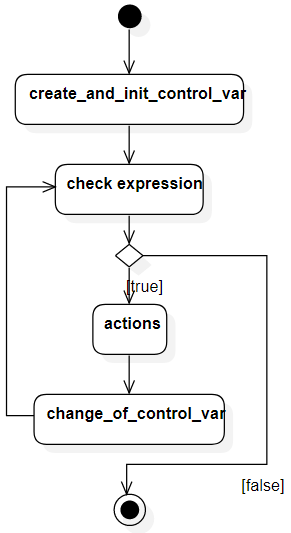 create_and_init_control_var
check expression
[true]
actions
change_of_control_var
[false]